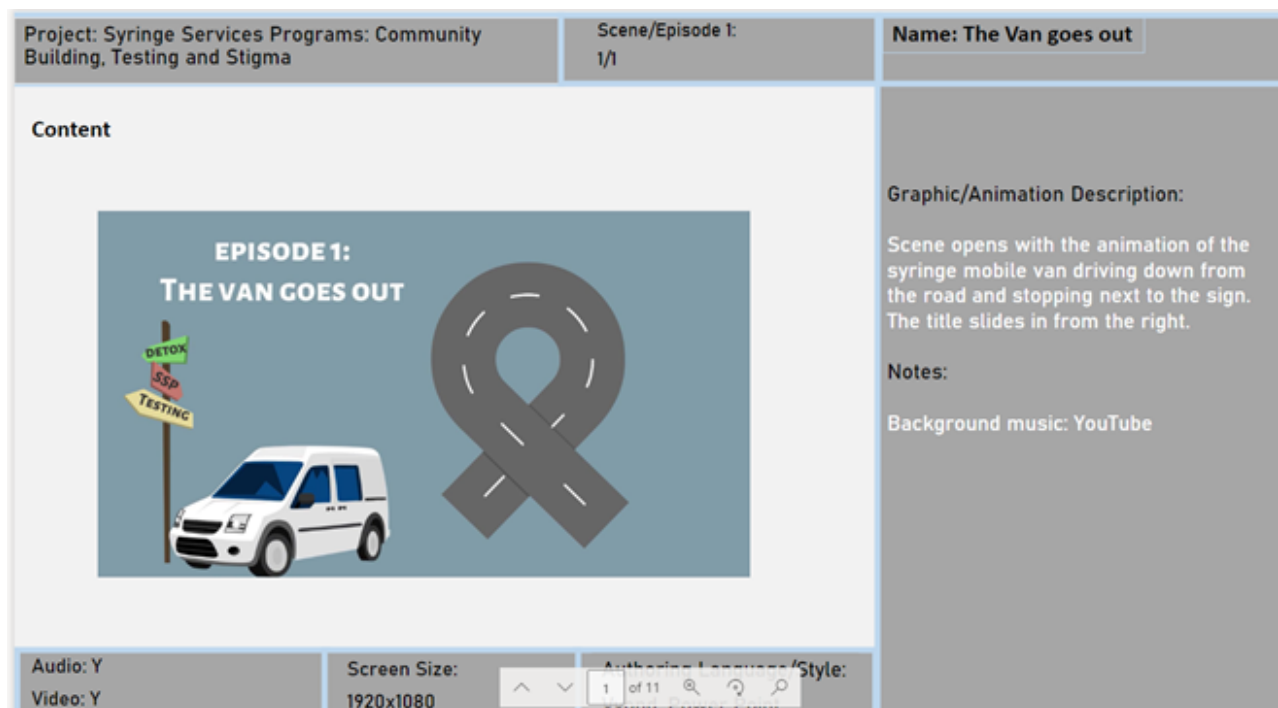 Project: Syringe Services Programs: Community
Building, Testing and Stigma
Scene/Episode 1:
1/1
Name: The Van goes out
Content
EPISODE 1:
THE VAN GOES OUT
DETOX
SSP
TESTING
Graphic/Animation Description:
Scene opens with the animation of the
syringe mobile van driving down from
the road and stopping next to the sign.
The title slides in from the right.
Notes:
Background music: YouTube
Audio: Y
Video: Y
Screen Size:
1920x1080
Authoring Language/Style:
1 of 11